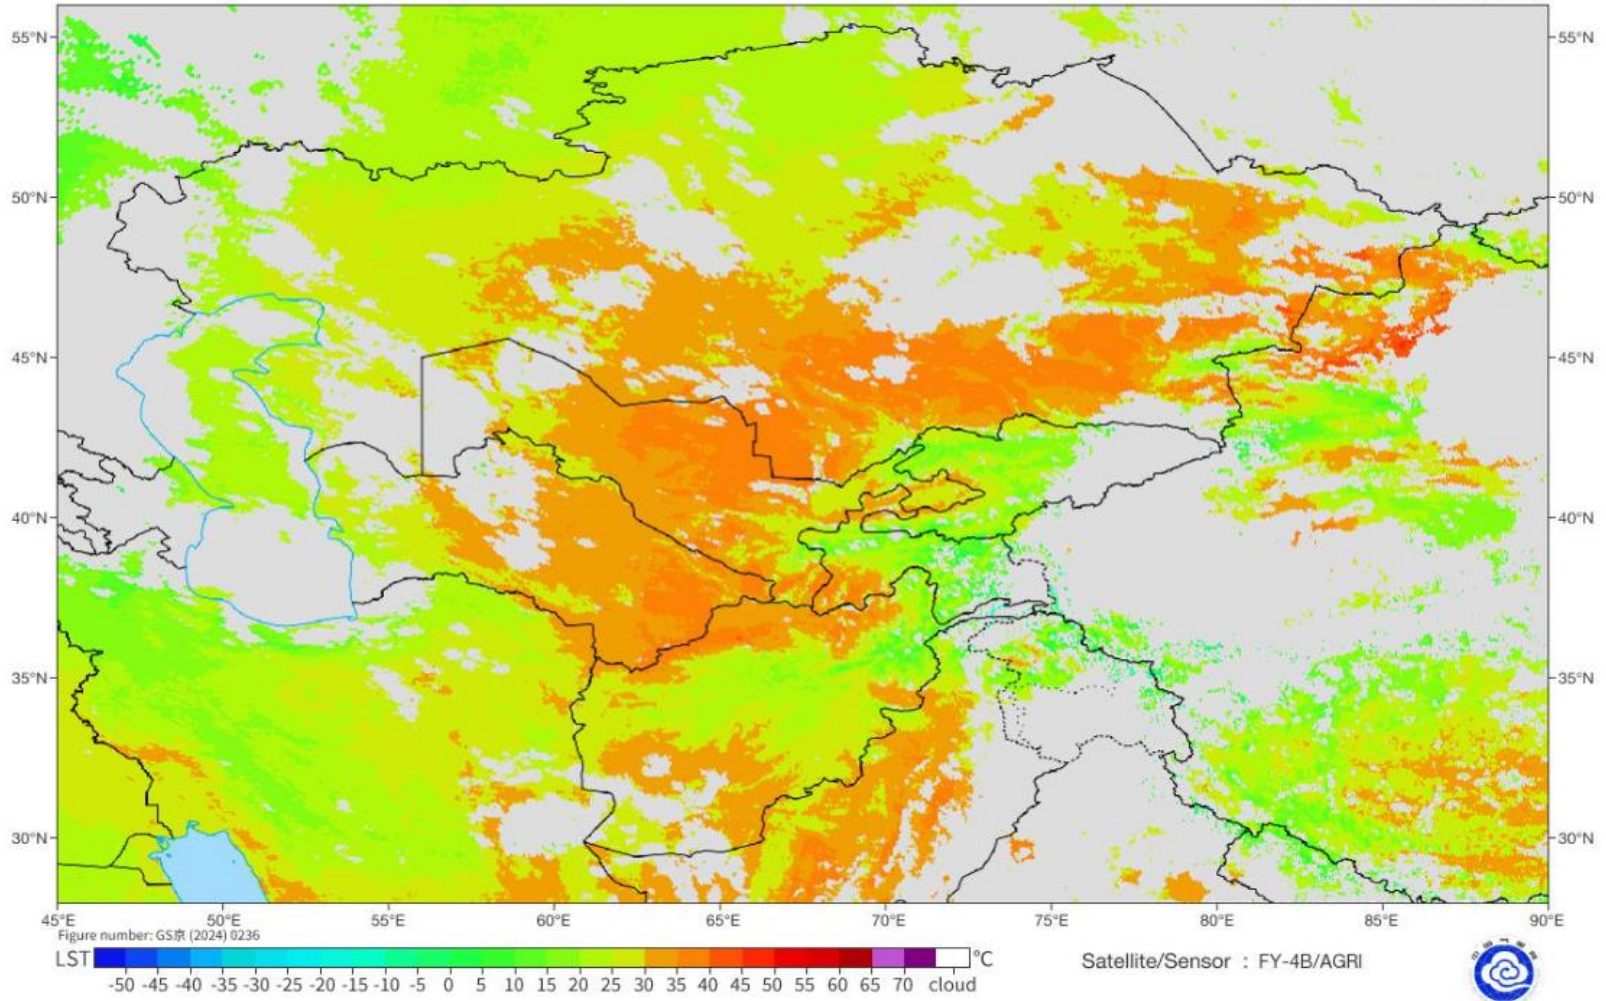 55°N 55°N
50°N 50°N
45°N 45°N
40°N 40°N
35°N 35°N
30°N 30°N
45°E 50°E 55°E 60°E 65°E 70°E 75°E 80°E 85°E 90°E
Figure number: GS京 (2024) 0236
LST °C
-50 -45 -40 -35 -30 -25 -20 -15 -10 -5 0 5 10 15 20 25 30 35 40 45 50 55 60 65 70 cloud
Satellite/Sensor : FY-4B/AGRI